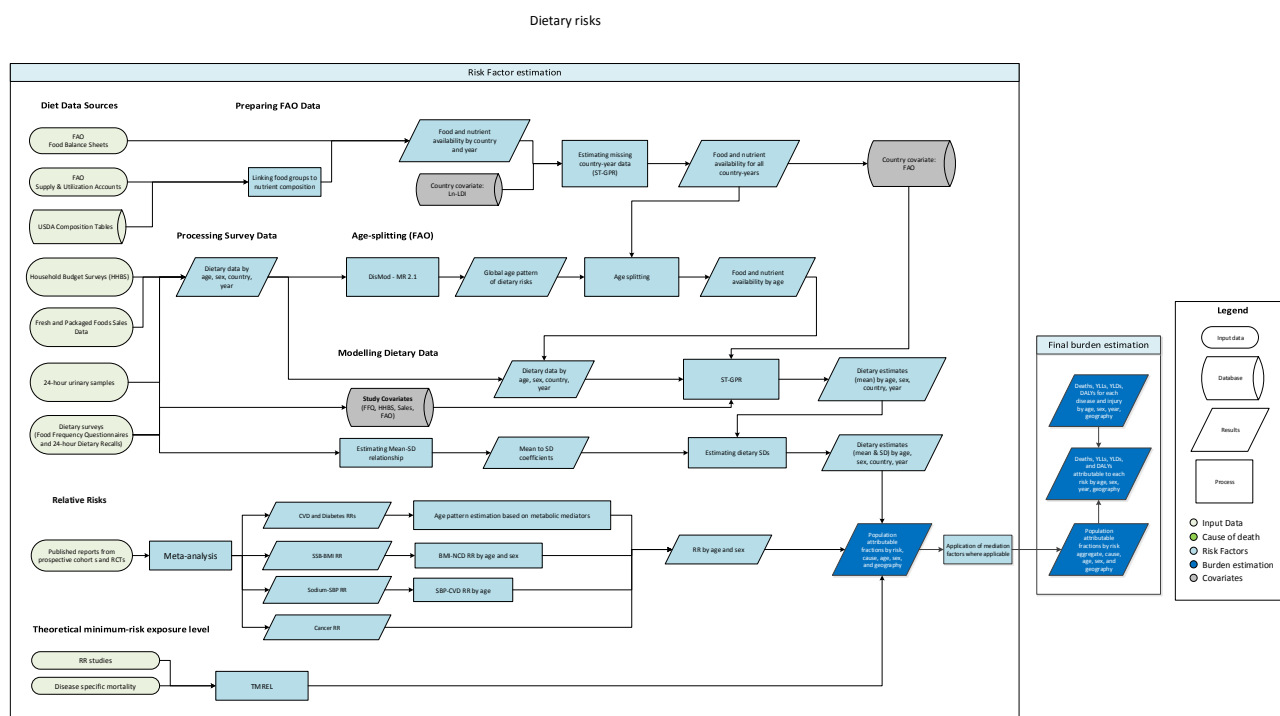 Dietary risks
Risk Factor estimation
Diet Data Sources
Preparing FAO Data
FAO
Food Balance Sheets
Food and nutrient
availability by country
and year
Estimating missing
country-year data
(ST-GPR)
Food and nutrient
availability for all
country-years
Country covariate:
FAO
FAO
Supply & Utilization Accounts
Linking food groups to
nutrient composition
Country covariate:
Ln-LDI
USDA Composition Tables
Processing Survey Data
Age-splitting (FAO)
Household Budget Surveys (HHBS)
Dietary data by
age, sex, country,
year
DisMod - MR 2.1
Global age pattern
of dietary risks
Age splitting
Food and nutrient
availability by age
Fresh and Packaged Foods Sales
Data
Modelling Dietary Data
24-hour urinary samples
Dietary data by
age, sex, country,
year
ST-GPR
Dietary estimates
(mean) by age, sex,
country, year
Study Covariates
(FFQ, HHBS, Sales,
FAO)
Dietary surveys
(Food Frequency Questionnaires
and 24-hour Dietary Recalls)
Estimating Mean-SD
relationship
Mean to SD
coefficients
Estimating dietary SDs
Dietary estimates
(mean & SD) by age,
sex, country, year
Relative Risks
Published reports from
prospective cohort s and RCTs
Meta-analysis
CVD and Diabetes RRs
Age pattern estimation based on metabolic mediators
SSB-BMI RR
BMI-NCD RR by age and sex
Sodium-SBP RR
SBP-CVD RR by age
Cancer RR
RR by age and sex
Population
attributable
fractions by risk,
cause, age, sex,
and geography
Application of mediation
factors where applicable
Theoretical minimum-risk exposure level
RR studies
Disease specific mortality
TMREL
Final burden estimation
Deaths, YLLs, YLDs,
DALYs for each
disease and injury
by age, sex, year,
geography
Deaths, YLLs, YLDs,
and DALYs
attributable to each
risk by age, sex,
year, geography
Population
attributable
fractions by risk
aggregate, cause,
age, sex, and
geography
Legend
Input data
Database
Results
Process
Input Data
Cause of death
Risk Factors
Burden estimation
Covariates